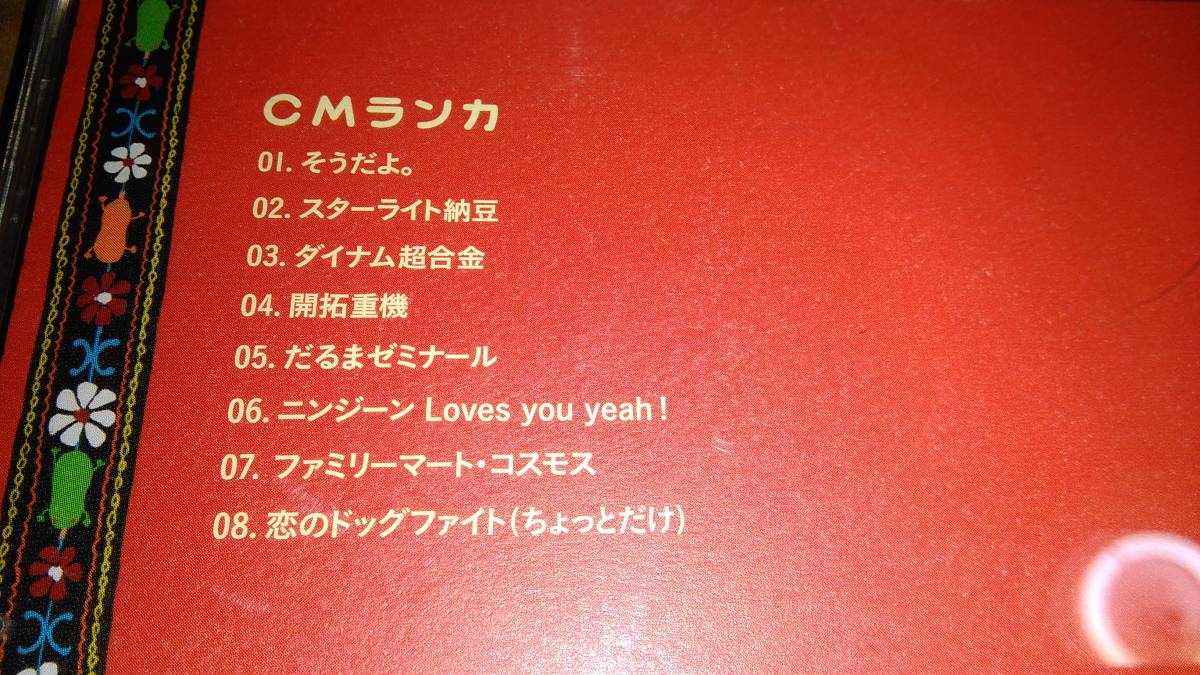 CMランカ
01. そうだよ。
02. スターライト納豆
03. ダイナム超合金
04. 開拓重機
05. だるまゼミナール
06. ニンジーン Loves you yeah!
07. ファミリーマート・コスモス
08. 恋のドッグファイト(ちょっとだけ)